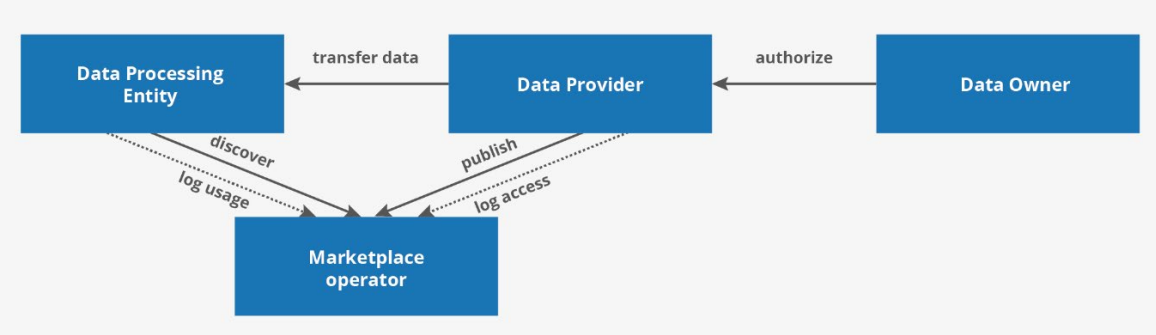 transfer data
authorize
Data Processing
Entity
Data Provider
Data Owner
discover
log usage
publish
log access
Marketplace
operator